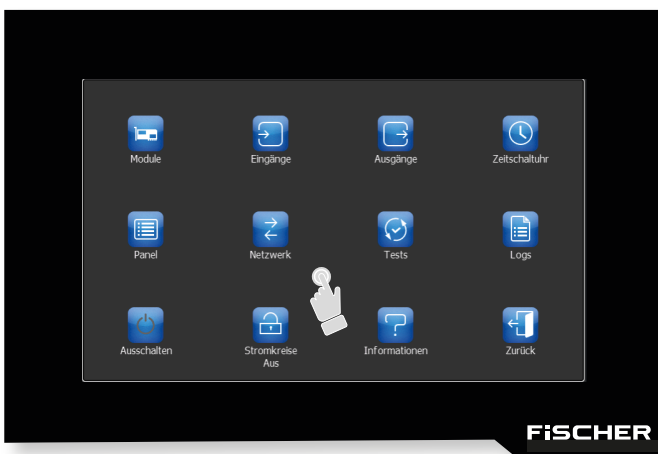 Module
Eingänge
Ausgänge
Zeitschaltuhr
Panel
Netzwerk
Tests
Logs
Ausschalten
Stromkreise
Aus
Informationen
Zurück
FiSCHER